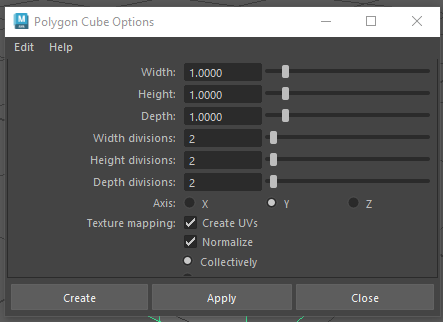 Polygon Cube Options
Edit Help
Width: 1.0000
Height: 1.0000
Depth: 1.0000
Width divisions: 2
Height divisions: 2
Depth divisions: 2
Axis: X Y Z
Texture mapping: Create UVs
Normalize
Collectively
Create Apply Close